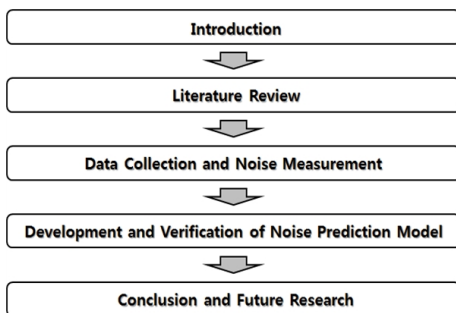 Introduction
Literature Review
Data Collection and Noise Measurement
Development and Verification of Noise Prediction Model
Conclusion and Future Research